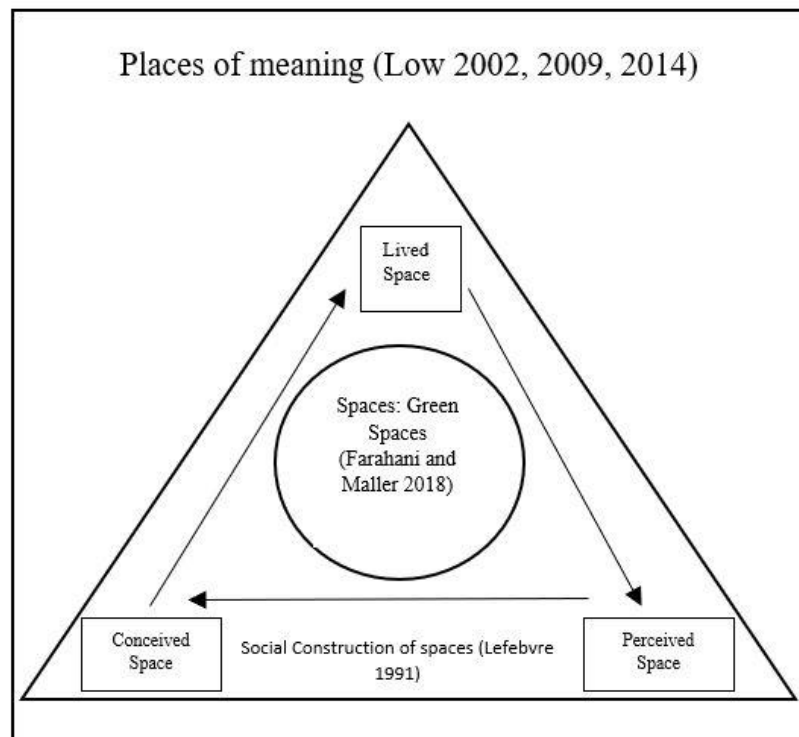 Places of meaning (Low 2002, 2009, 2014)
Lived
Space
Spaces: Green
Spaces
(Farahani and
Maller 2018)
Conceived
Space
Social Construction of spaces (Lefebvre
1991)
Perceived
Space